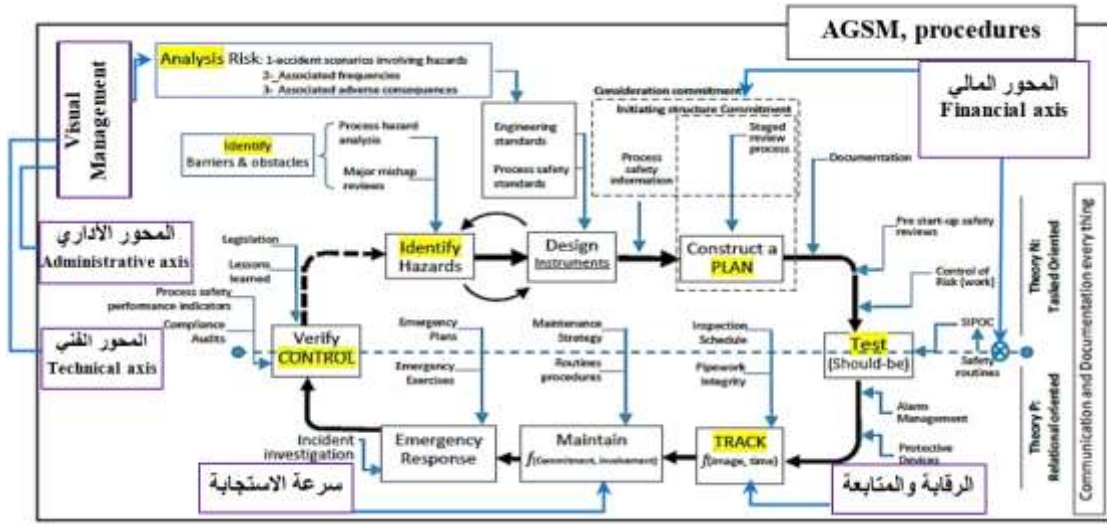 AGSM, procedures
Analysis Risk: 1-accident scenarios involving hazards
2-_Associated frequencies
3- Associated adverse consequences
المحور المالي
Financial axis
Visual
Management
Consideration commitment
Initiating structure Commitment
Identify
Barriers & obstacles
Process hazard
analysis
Major mishap
reviews
Engineering
standards
Process safety
standards
Process safety
information
Staged
review
process
Documentation
المحور الأداري
Administrative axis
Legislation
Lessons
learned
Identify
Hazards
Design
Instruments
Construct a
PLAN
Pre start-up safety
reviews
Control of
Risk (work)
Theory N:
Tasked Oriented
Communication and Documentation everything
Process safety
performance indicators
Compliance
Audits
المحور الفني
Technical axis
Verify
CONTROL
Emergency
Plans
Emergency
Exercises
Maintenance
Strategy
Routines
procedures
Inspection
Schedule
Pipework
Integrity
Test
(Should-be)
SIPOC
Safety
routines
Alarm
Management
Protective
Devices
Theory P:
Relational oriented
Incident
investigation
Emergency
Response
Maintain
f(Commitment, involvement)
TRACK
f(image, time)
سرعة الاستجابة
الرقابة والمتابعة